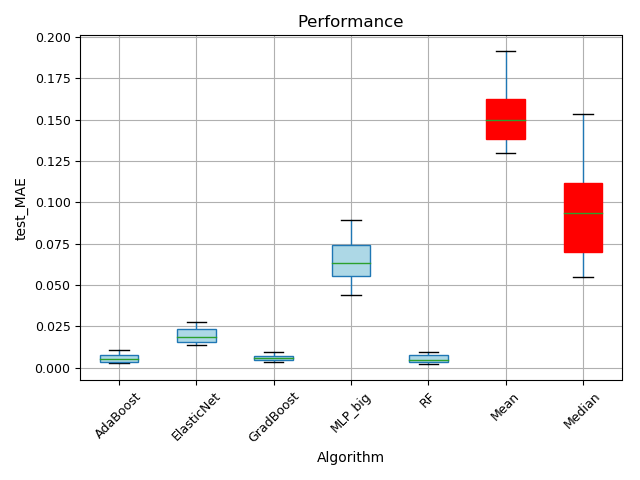 Performance
0.200
0.175
0.150
0.125
0.100
0.075
0.050
0.025
0.000
test_MAE
AdaBoost
ElasticNet
GradBoost
MLP_big
RF
Mean
Median
Algorithm